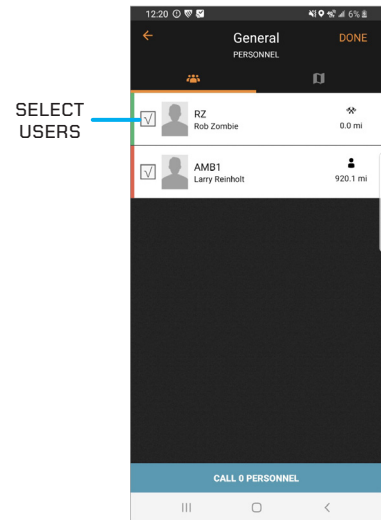 12:20 6%
General DONE
PERSONNEL
SELECT
USERS
RZ
Rob Zombie
0.0 mi
AMB1
Larry Reinholt
920.1 mi
CALL 0 PERSONNEL